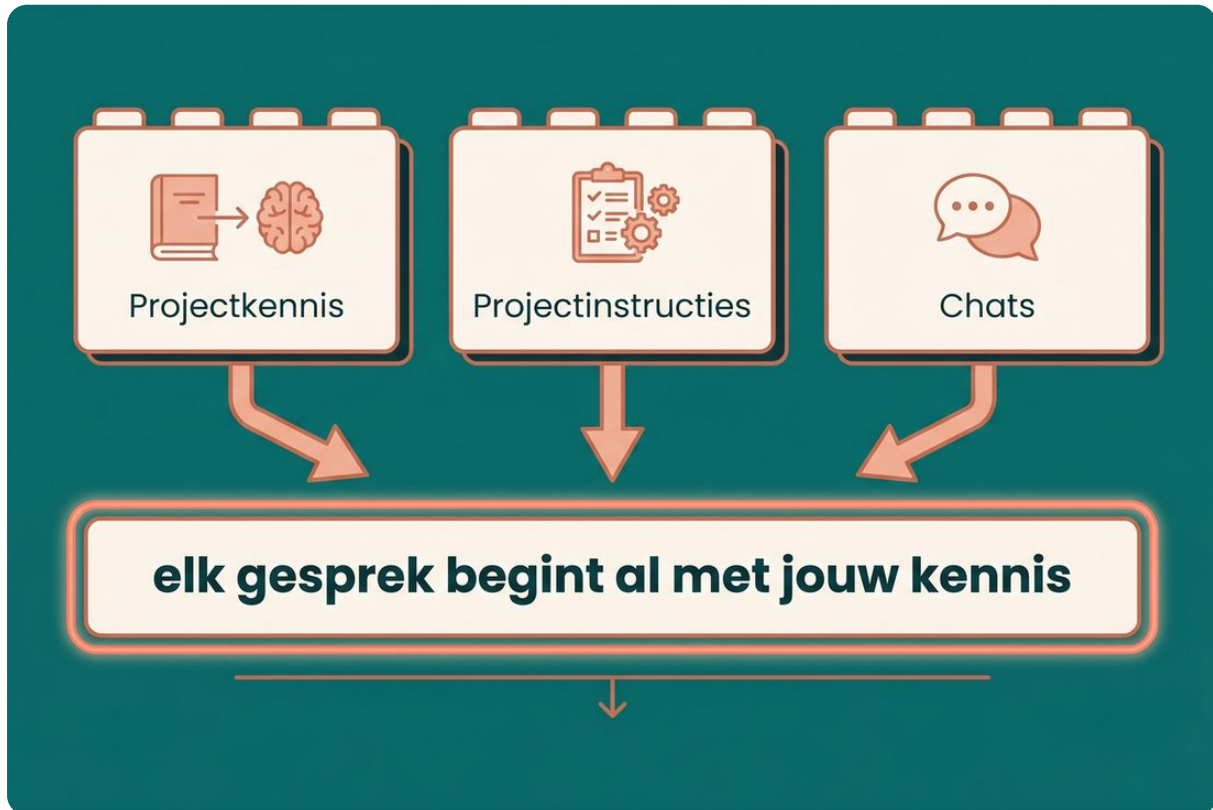 Projectkennis
Projectinstructies
Chats
elk gesprek begint al met jouw kennis